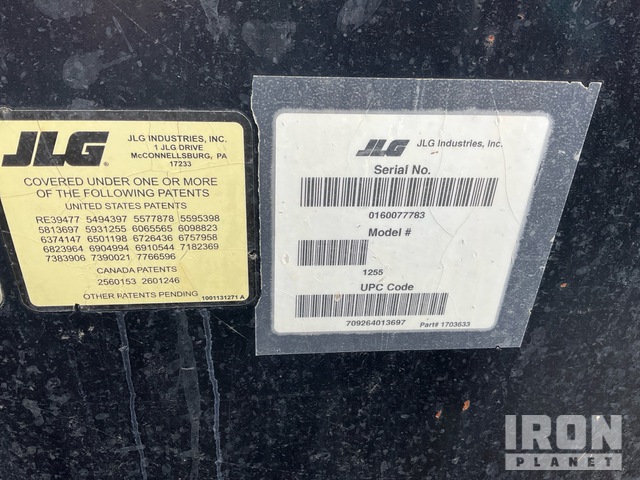 JLG
JLG INDUSTRIES, INC.
1 JLG DRIVE
McCONNELLSBURG, PA
17233
COVERED UNDER ONE OR MORE
OF THE FOLLOWING PATENTS
UNITED STATES PATENTS
RE39477 5494397 5577878 5595398
5813697 5931255 6065565 6098823
6374147 6501198 6726436 6757958
6823964 6904994 6910544 7182369
7383906 7390021 7766596
CANADA PATENTS
2560153 2601246
OTHER PATENTS PENDING
1001131271 A
JLG
JLG Industries, Inc.
Serial No.
0160077783
Model #
1255
UPC Code
709264013697
Part# 1703633
IRON
PLANET